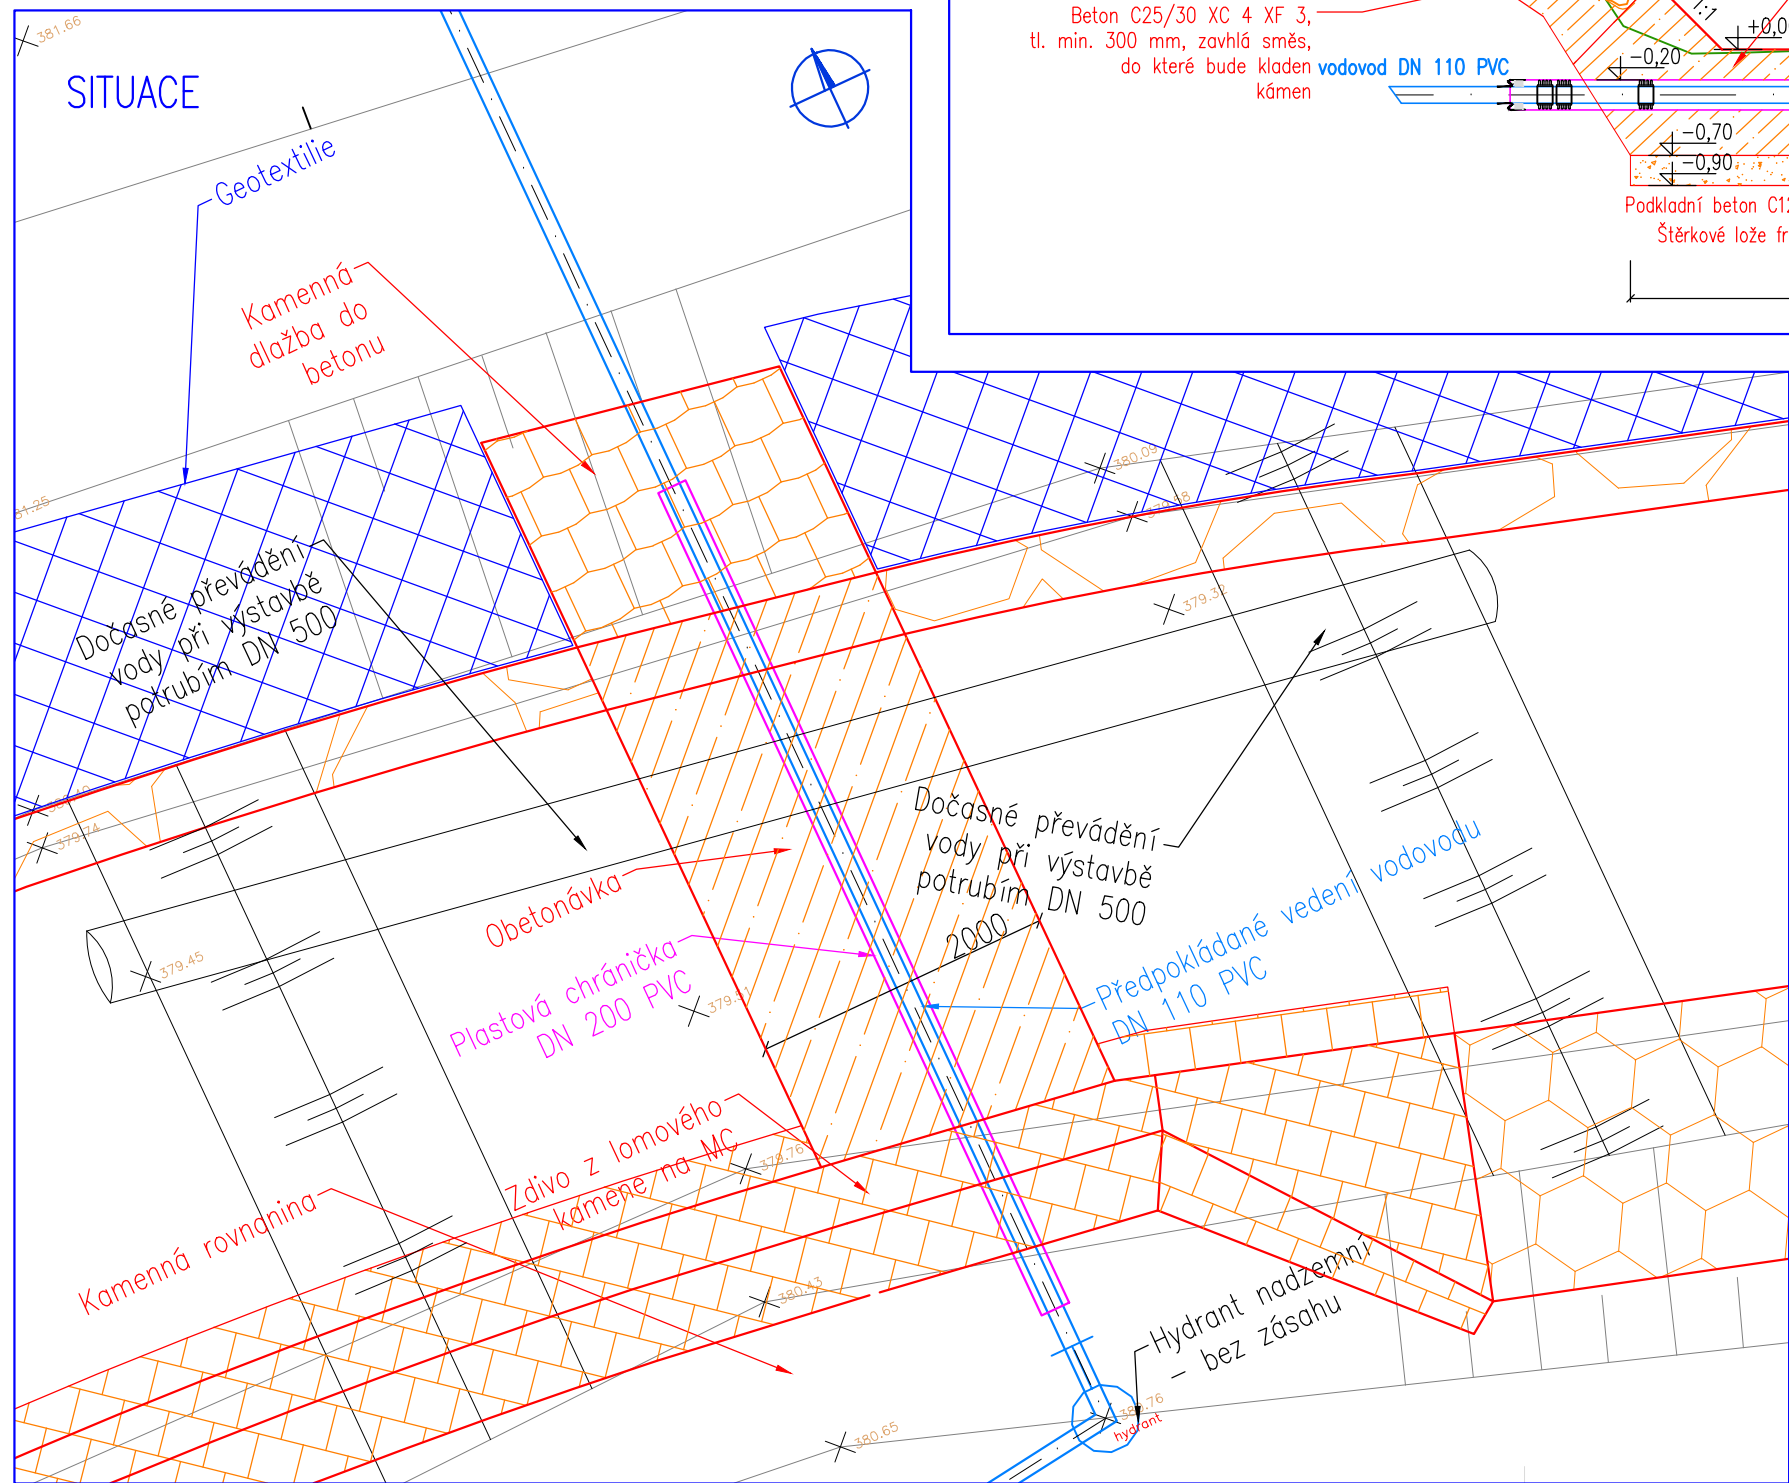 381.66
SITUACE
Geotextilie
Kamenná
dlažba do
betonu
Beton C25/30 XC 4 XF 3,
tl. min. 300 mm, zavhlá směs,
do které bude kladen
kámen
vodovod DN 110 PVC
1:1
-0,20
-0,70
-0,90
Podkladní beton
Štěrkové lože
380.09
379.32
Dočasné převádění
vody při výstavbě
potrubím DN 500
379.74
379.45
Obetonávka
Plastová chránička
DN 200 PVC
Dočasné převádění
vody při výstavbě
potrubím DN 500
2000
Předpokládané vedení vodovodu
DN 110 PVC
Zdivo z lomového
kamene na MC
379.76
Kamenná rovnanina
380.43
Hydrant nadzemní
– bez zásahu
380.65
hydrant